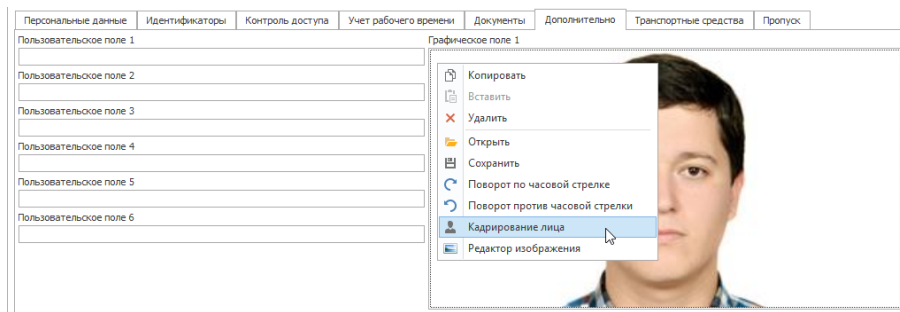 Персональные данные Идентификаторы Контроль доступа Учет рабочего времени Документы Дополнительно Транспортные средства Пропуск
Пользовательское поле 1
Графическое поле 1
Пользовательское поле 2
Пользовательское поле 3
Пользовательское поле 4
Пользовательское поле 5
Пользовательское поле 6
Копировать
Вставить
Удалить
Открыть
Сохранить
Поворот по часовой стрелке
Поворот против часовой стрелки
Кадрирование лица
Редактор изображения